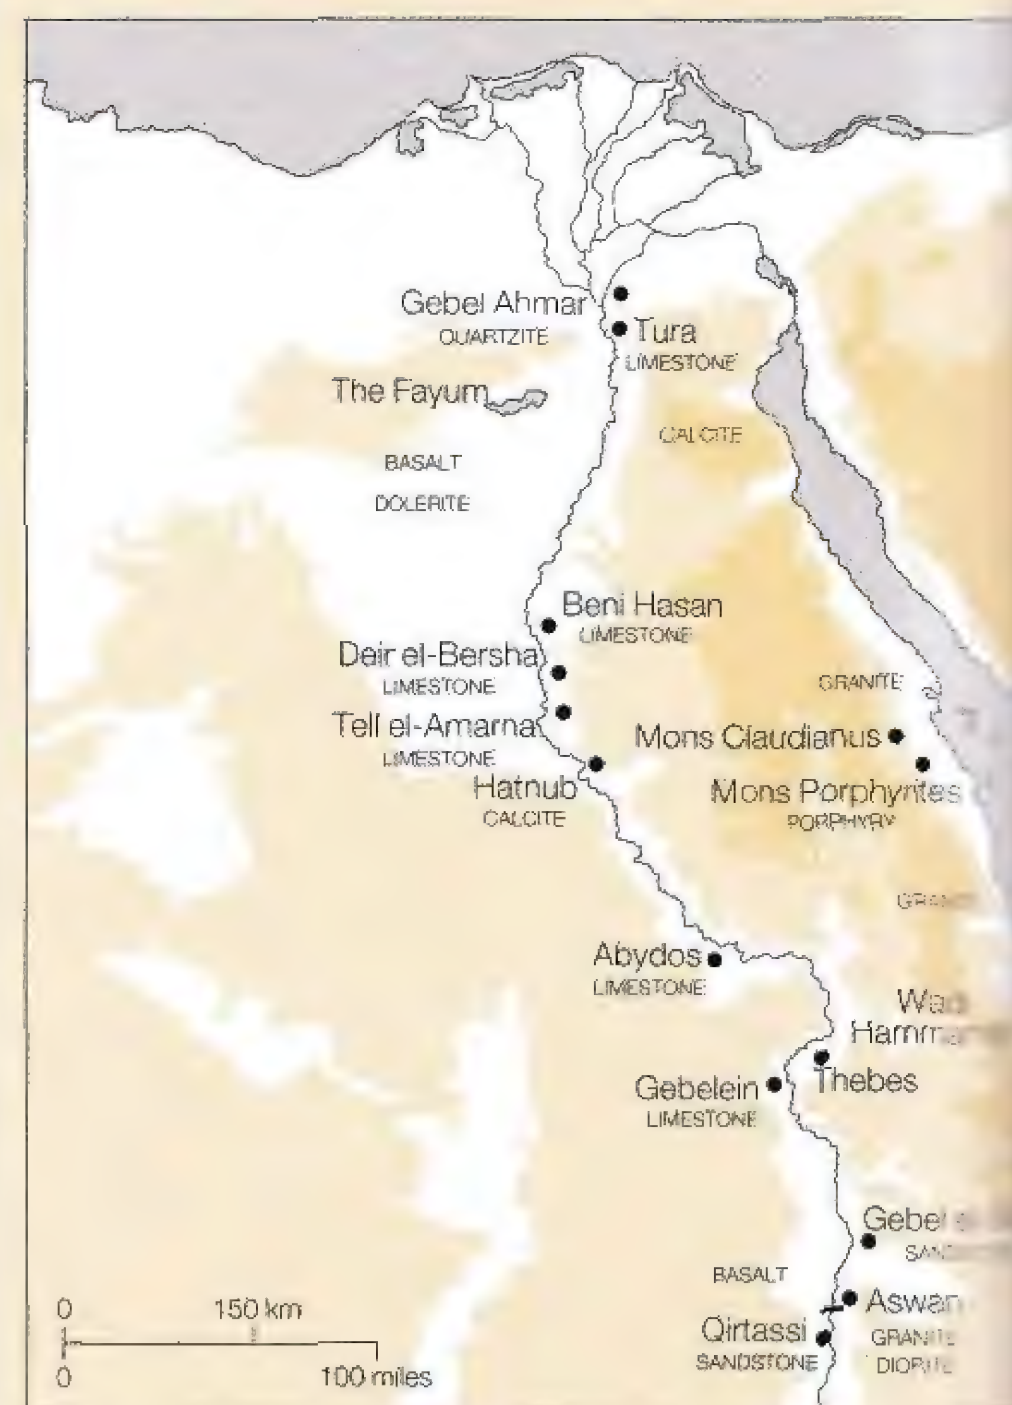 Gebel Ahmar
QUARTZITE
Tura
LIMESTONE
The Fayum
CALCITE
BASALT
DOLERITE
Beni Hasan
LIMESTONE
Deir el-Bersha
LIMESTONE
GRANITE
Tell el-Amarna
LIMESTONE
Mons Claudianus
Hatnub
CALCITE
Mons Porphyrites
PORPHYRY
Abydos
LIMESTONE
Thebes
Gebelein
LIMESTONE
Gebel
BASALT
Aswan
Qirtassi
SANDSTONE
GRANITE
DIORITE
0 150 km
0 100 miles